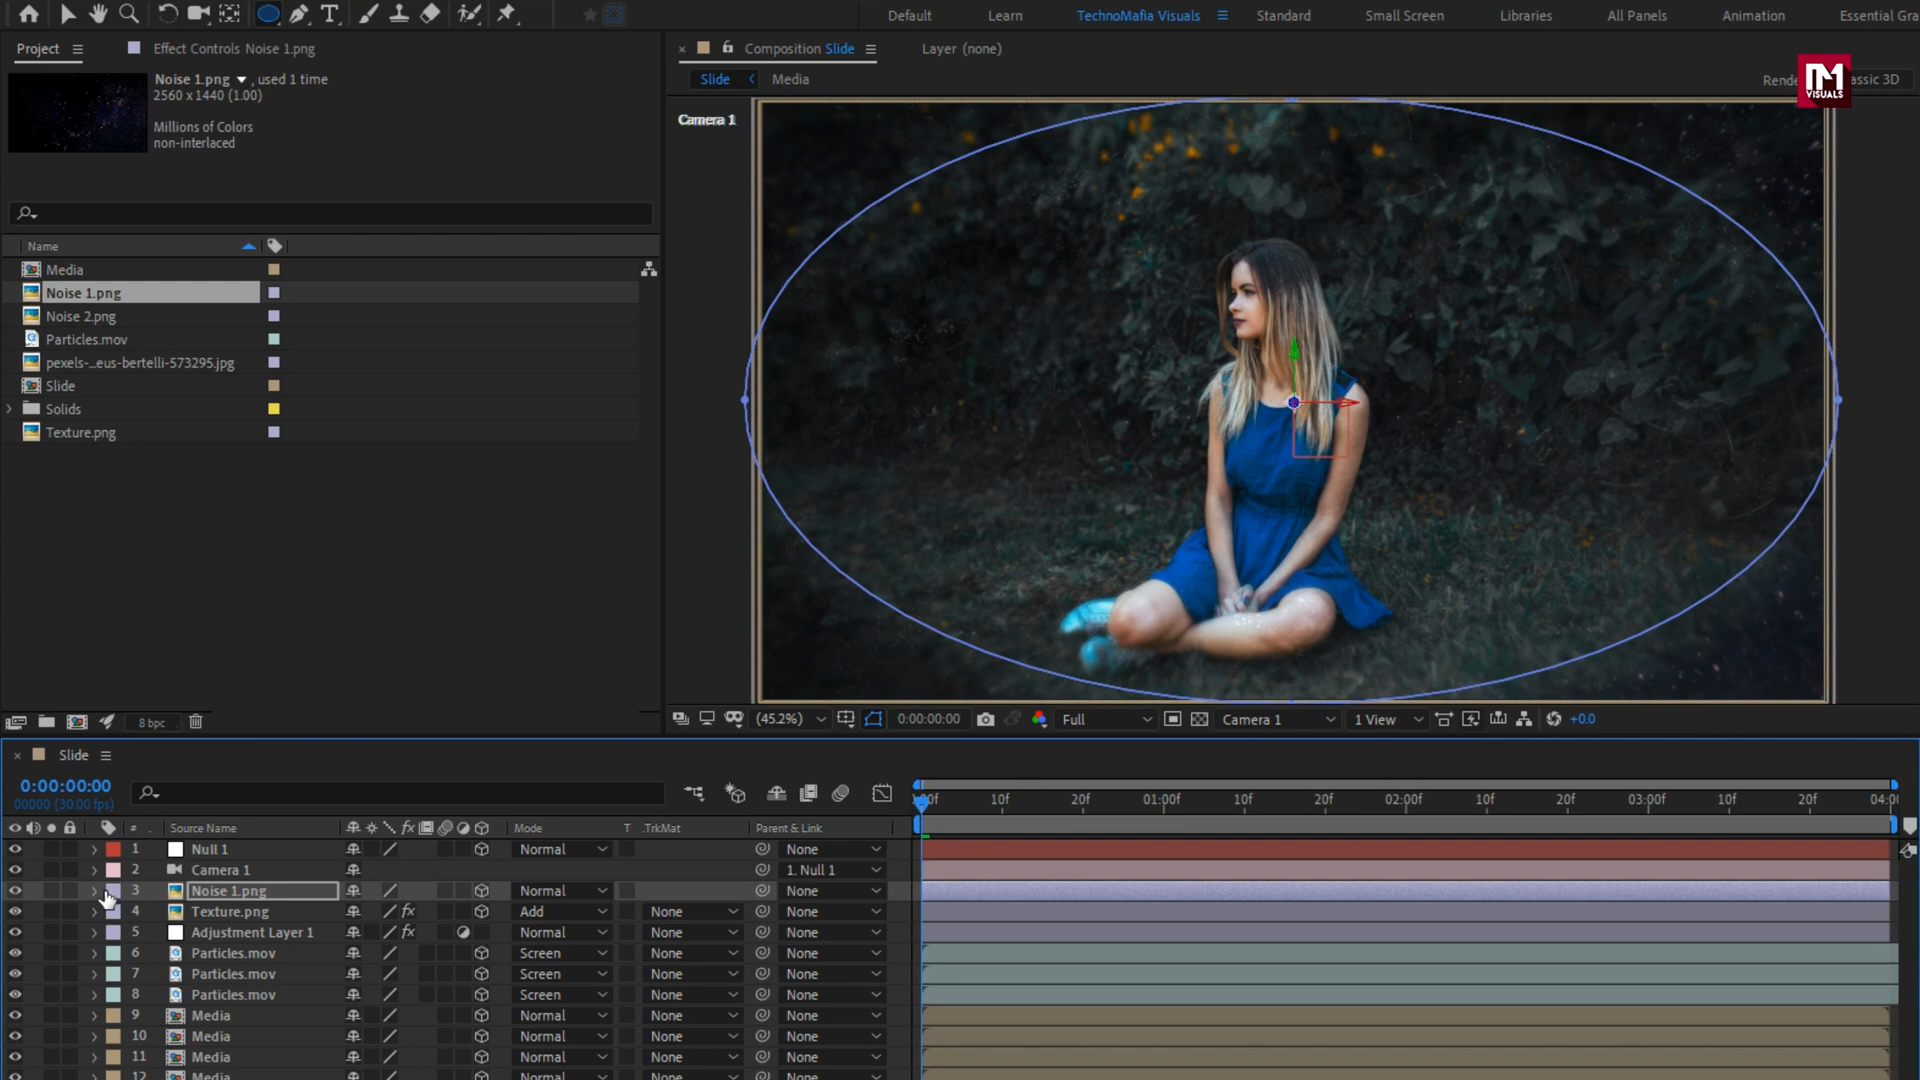 Default Learn TechnoMafia Visuals Standard Small Screen Libraries All Panels Animation Essential Gra
Project Effect Controls Noise 1.png
Composition Slide Layer (none)
Noise 1.png , used 1 time
2560 x 1440 (1.00)
Millions of Colors
non-interlaced
Slide Media
Rende assic 3D
VISUALS
Camera 1
Name
Media
Noise 1.png
Noise 2.png
Particles.mov
pexels-...eus-bertelli-573295.jpg
Slide
Solids
Texture.png
8 bpc
(45.2%) 0:00:00:00 Full Camera 1 1 View +0.0
Slide
0:00:00:00
00000 (30.00 fps)
10f 20f 01:00f 10f 20f 02:00f 10f 20f 03:00f 10f 20f 04:00
# Source Name fx Mode T .TrkMat Parent & Link
1 Null 1 Normal None
2 Camera 1 1. Null 1
3 Noise 1.png Normal None
4 Texture.png fx Add None None
5 Adjustment Layer 1 fx Normal None None
6 Particles.mov Screen None None
7 Particles.mov Screen None None
8 Particles.mov Screen None None
9 Media Normal None None
10 Media Normal None None
11 Media Normal None None
12 Media Normal None None